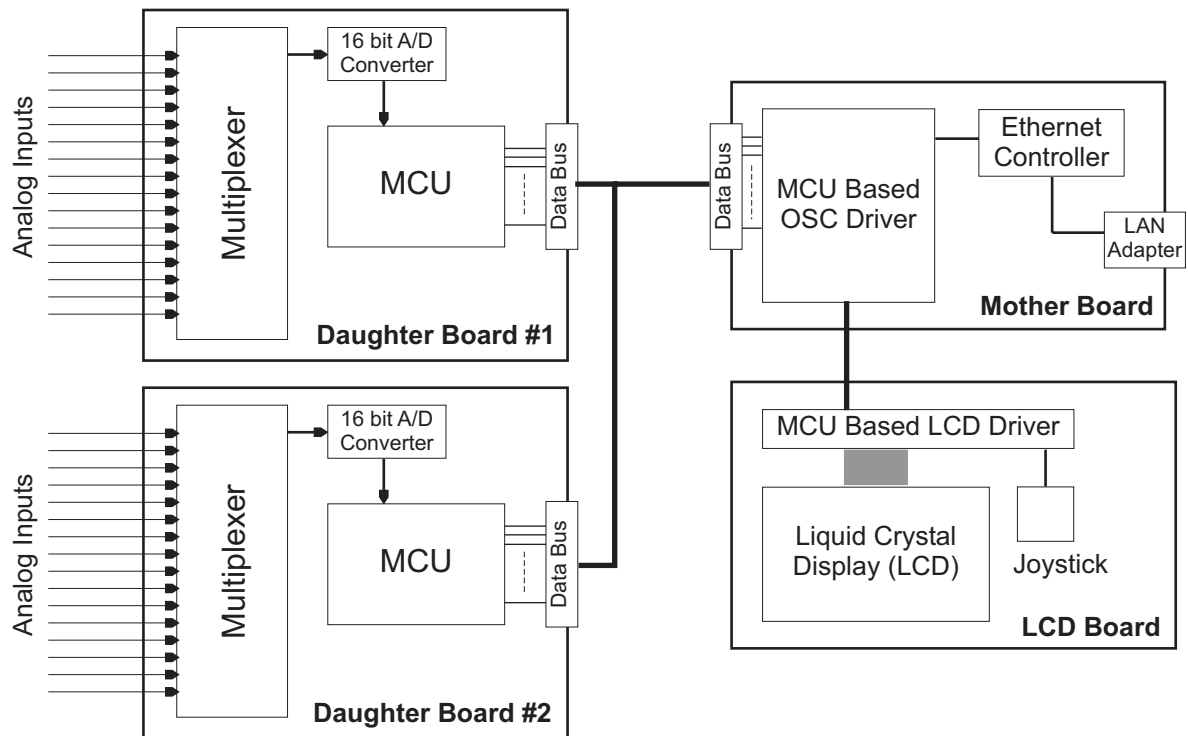 Analog Inputs
Multiplexer
16 bit A/D
Converter
MCU
Data Bus
Daughter Board #1
Analog Inputs
Multiplexer
16 bit A/D
Converter
MCU
Data Bus
Daughter Board #2
Data Bus
MCU Based
OSC Driver
Ethernet
Controller
LAN
Adapter
Mother Board
MCU Based LCD Driver
Liquid Crystal
Display (LCD)
Joystick
LCD Board